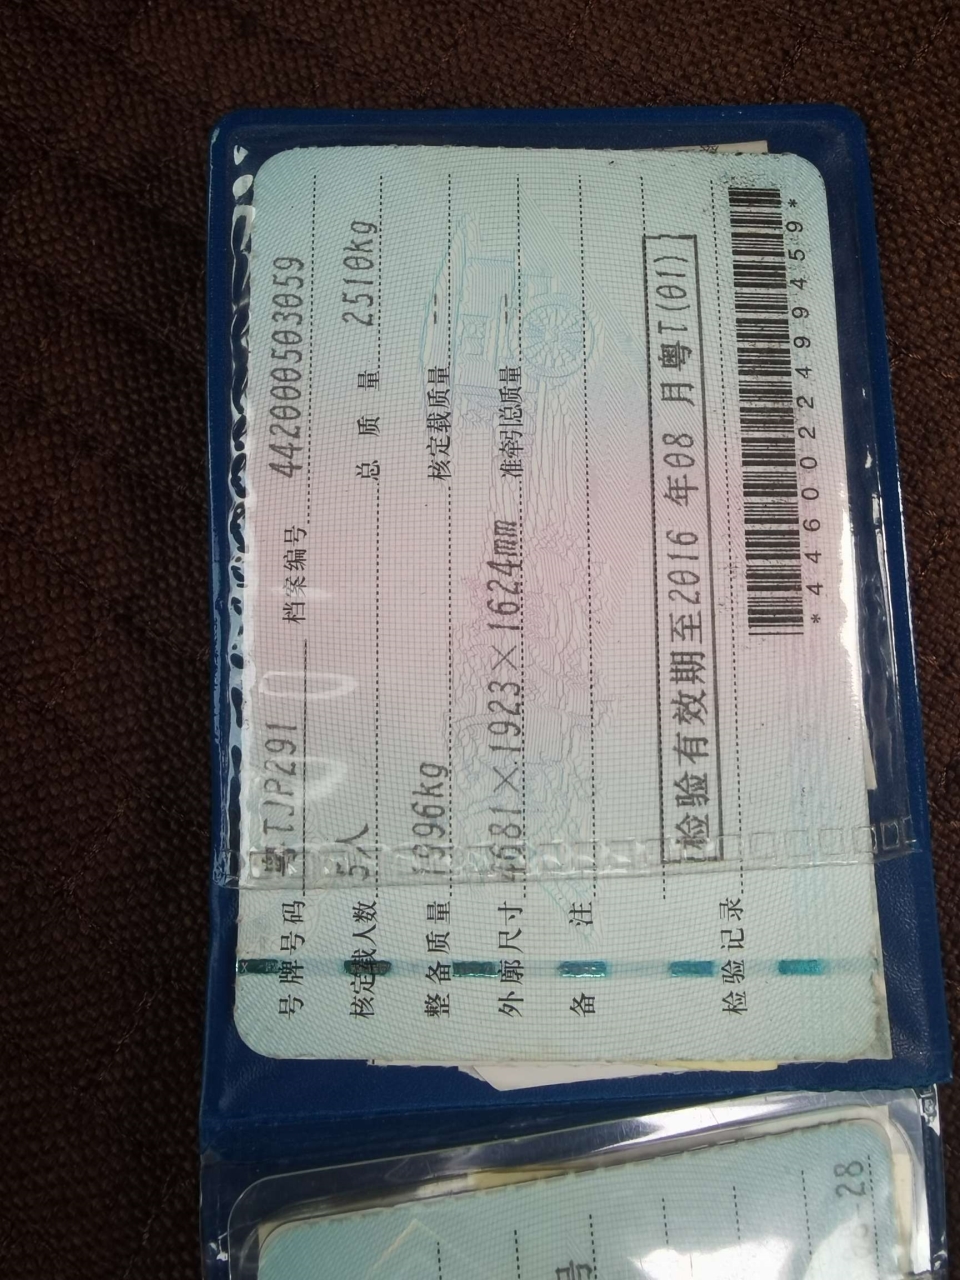 号牌号码 粤TJP291 档案编号 442000503059
核定载人数 5人 总质量 2510kg
整备质量 1996kg 核定载质量 --
外廓尺寸 4681×1923×1624mm 准牵引总质量 --
备注
检验有效期至2016年08月粤T(01)
检验记录
*4460022499459*
号
28